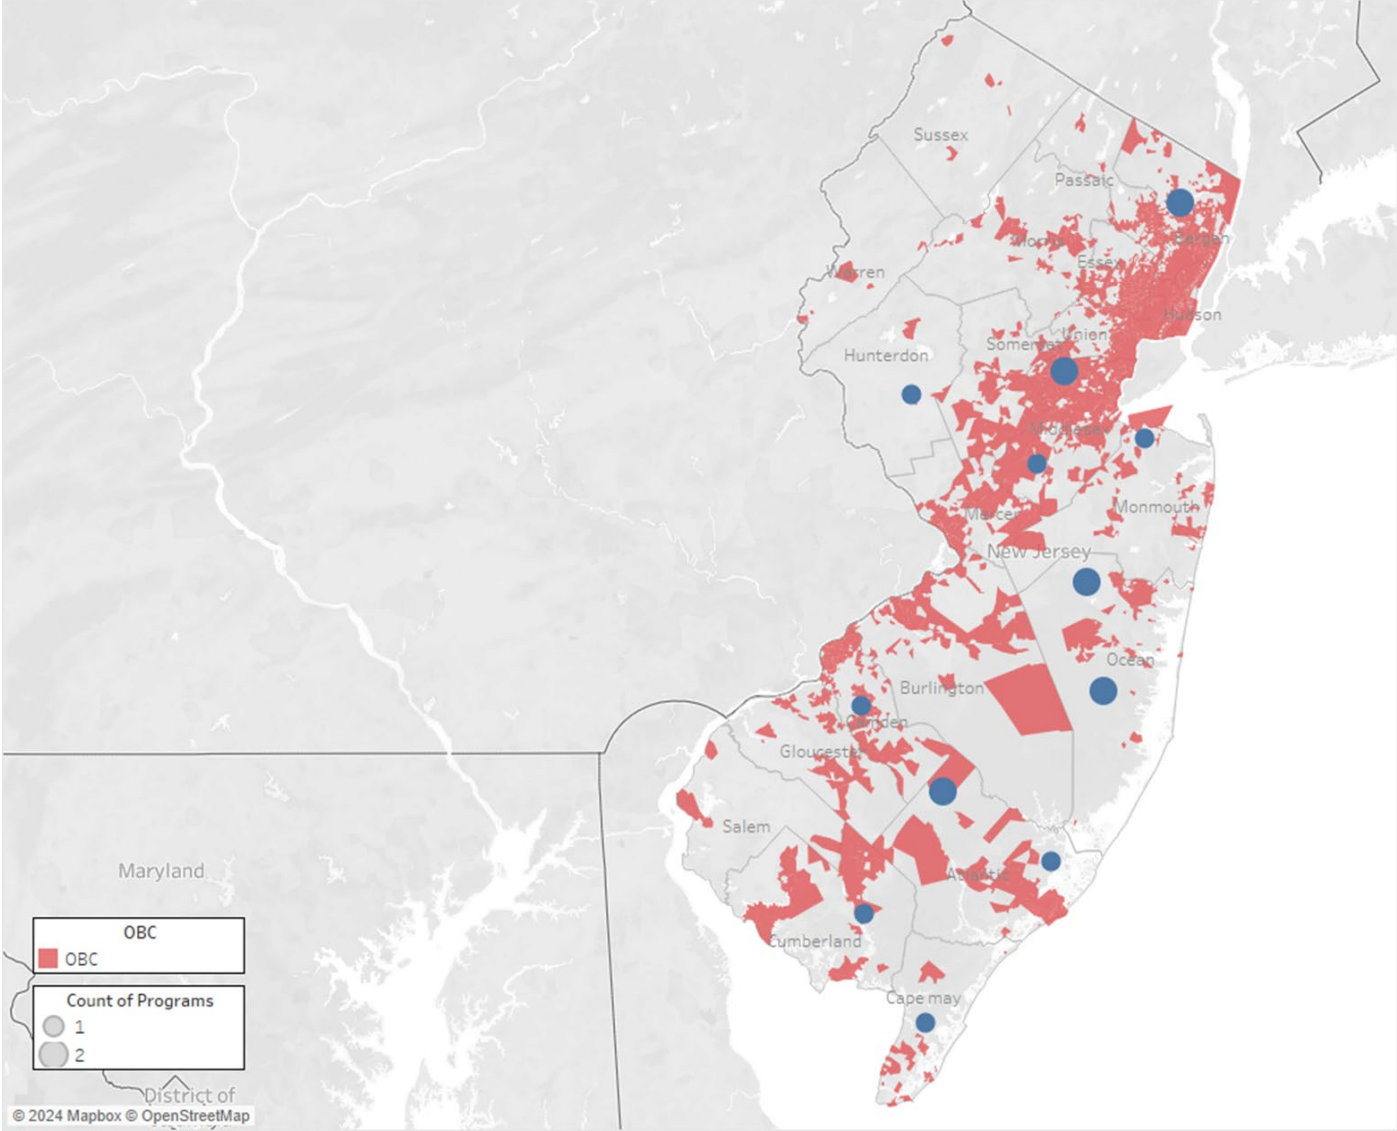 Sussex
Passaic
Morris
Bergen
Essex
Warren
Hudson
Union
Somerset
Hunterdon
Middlesex
Mercer
Monmouth
New Jersey
Ocean
Burlington
Camden
Gloucester
Salem
Atlantic
Maryland
Cumberland
Cape may
OBC
OBC
Count of Programs
1
2
District of
© 2024 Mapbox © OpenStreetMap